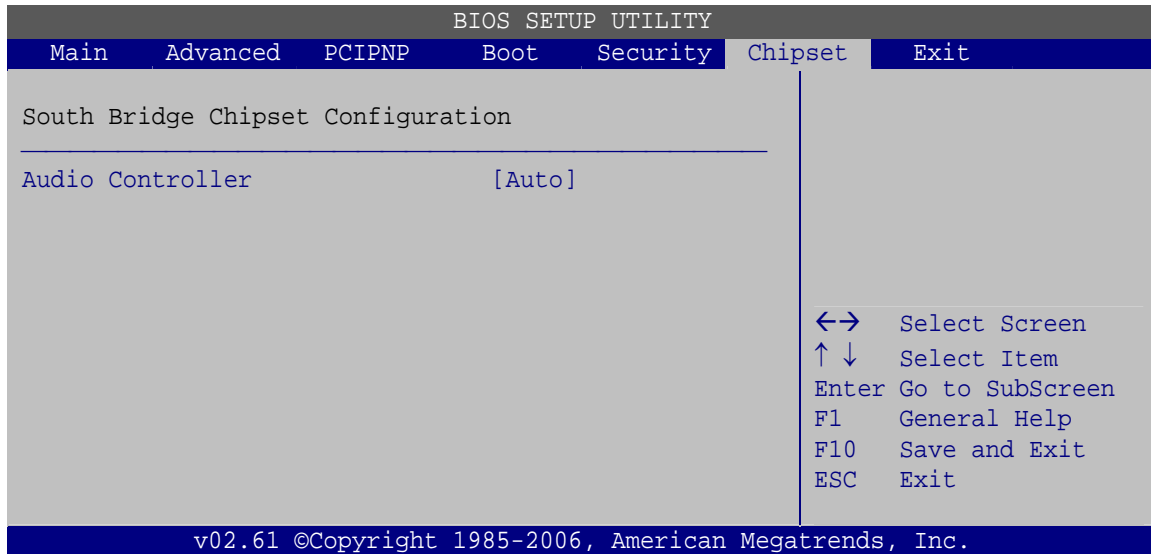 BIOS SETUP UTILITY
Main Advanced PCIPNP Boot Security Chipset Exit
South Bridge Chipset Configuration
Audio Controller [Auto]
←→ Select Screen
↑ ↓ Select Item
Enter Go to SubScreen
F1 General Help
F10 Save and Exit
ESC Exit
v02.61 ©Copyright 1985-2006, American Megatrends, Inc.